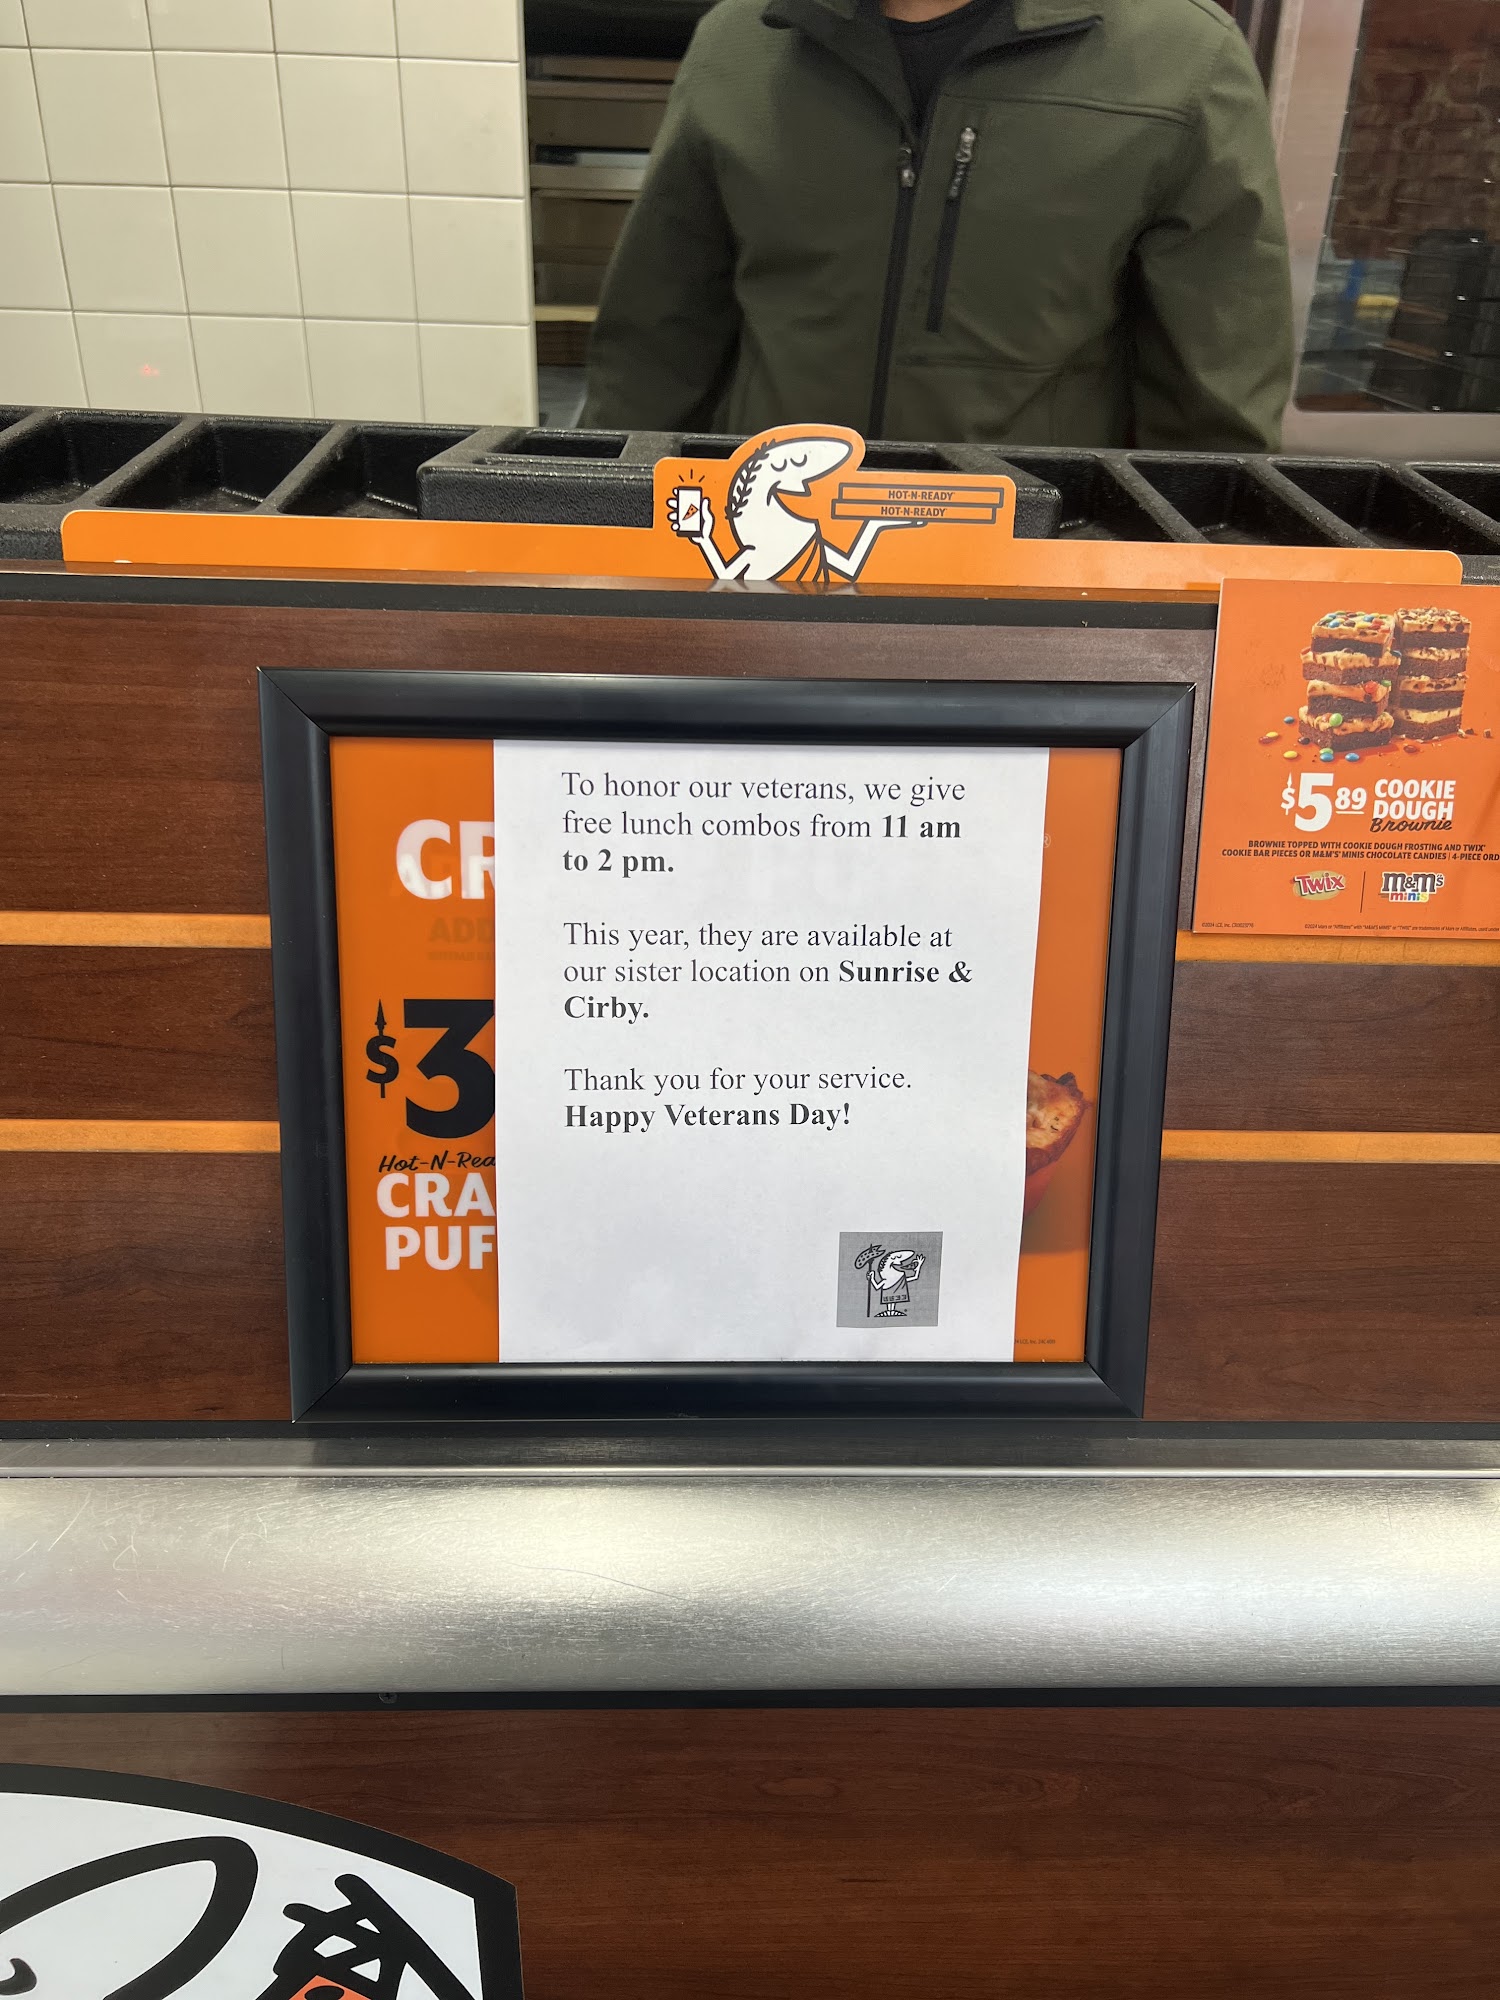 HOT-N-READY
HOT-N-READY
To honor our veterans, we give
free lunch combos from 11 am
to 2 pm.
This year, they are available at
our sister location on Sunrise &
Cirby.
Thank you for your service.
Happy Veterans Day!
CR
ADD
$3
Hot-N-Rea
CRA
PUF
$5 89 COOKIE
DOUGH
Brownie
BROWNIE TOPPED WITH COOKIE DOUGH FROSTING AND TWIX
COOKIE BAR PIECES OR M&M'S MINIS CHOCOLATE CANDIES | 4-PIECE ORD
TWIX
m&m's
minis